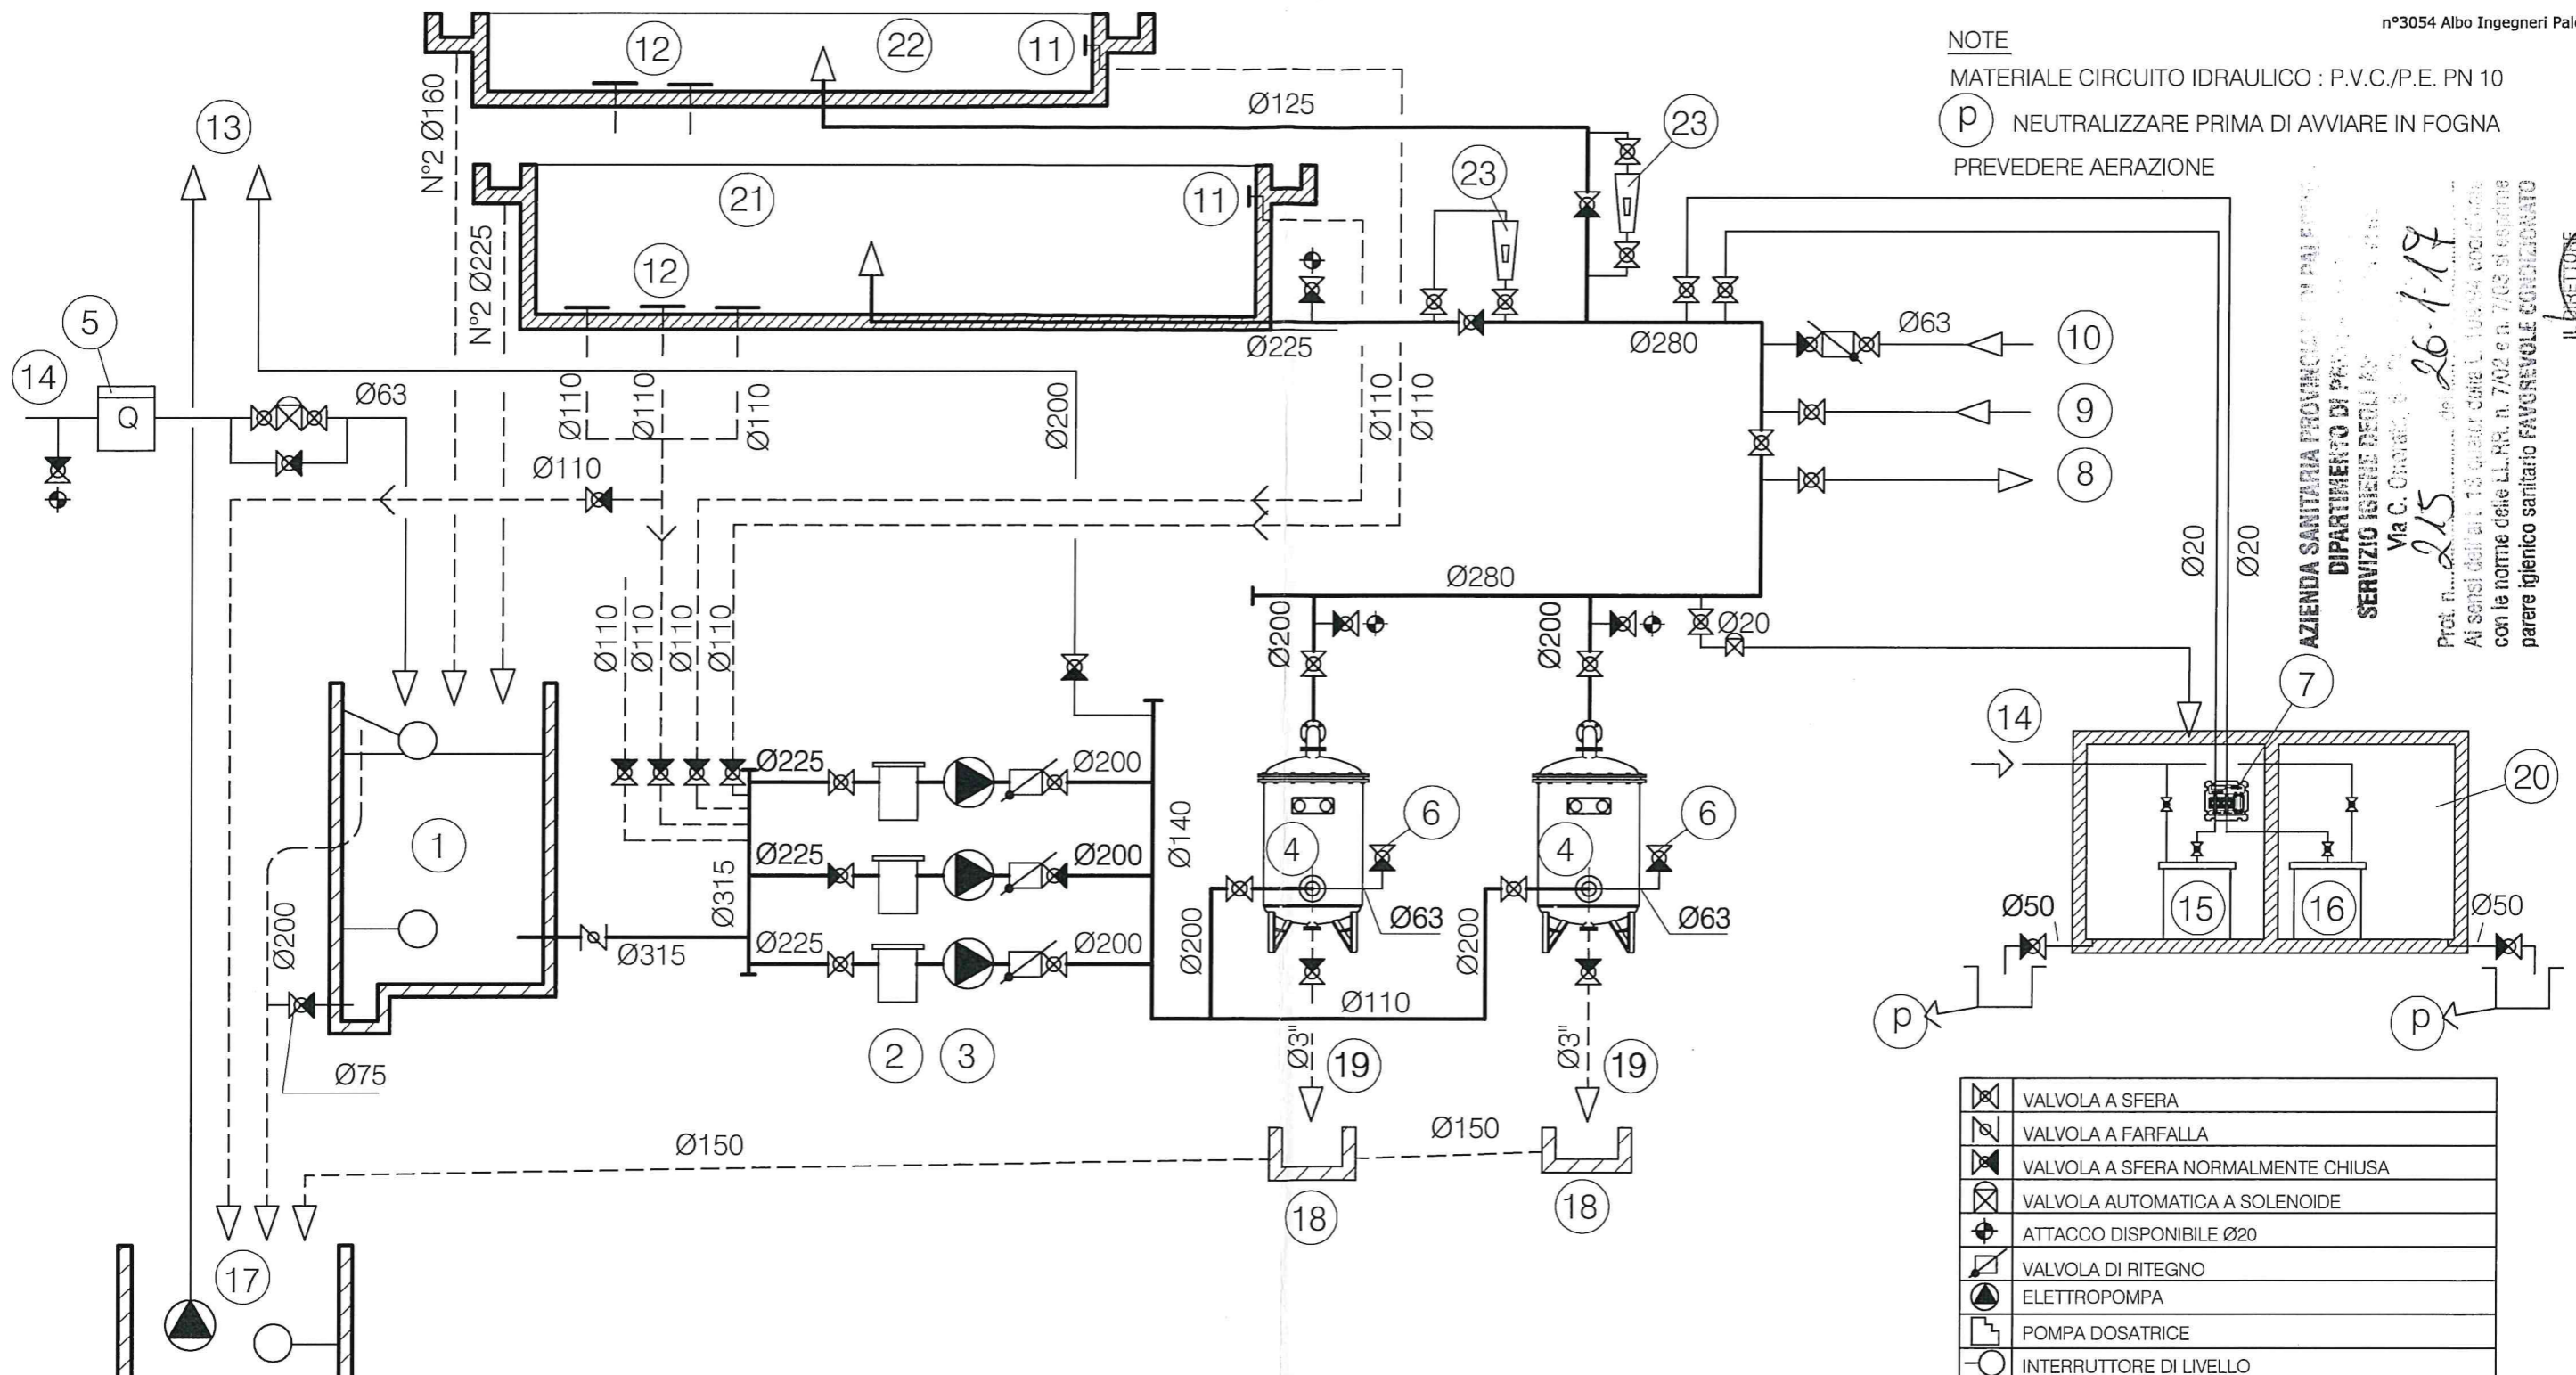 n°3054 Albo Ingegneri
NOTE
MATERIALE CIRCUITO IDRAULICO : P.V.C./P.E. PN 10
p NEUTRALIZZARE PRIMA DI AVVIARE IN FOGNA
PREVEDERE AERAZIONE
12
22
11
13
N°2 Ø160
Ø125
23
21
11
23
12
N°2 Ø225
5
14
Q
Ø63
Ø225
Ø280
Ø63
10
9
8
Ø110
Ø110
Ø110
Ø200
Ø110
Ø110
Ø110
Ø20
Ø20
AZIENDA SANITARIA PROVINCIALE DI
DIPARTIMENTO DI
SERVIZIO IGIENE DEGLI
Via C. Onorato, 6
Prot. n. 215 del 26-1-17
con le norme delle LL.RR. n. 7/02 e n. 7/03 si esprime
parere igienico sanitario FAVOREVOLE CONDIZIONATO
IL DIRETTORE
Ø280
Ø110
Ø110
Ø110
Ø110
Ø200
Ø200
Ø20
7
14
20
1
Ø225
Ø200
Ø225
Ø200
Ø225
Ø200
Ø140
Ø315
Ø315
4
6
4
6
Ø63
Ø63
Ø200
Ø200
Ø200
15
16
Ø50
Ø50
Ø110
p
p
2
3
Ø75
Ø3"
19
Ø3"
19
Ø150
Ø150
18
18
17
VALVOLA A SFERA
VALVOLA A FARFALLA
VALVOLA A SFERA NORMALMENTE CHIUSA
VALVOLA AUTOMATICA A SOLENOIDE
ATTACCO DISPONIBILE Ø20
VALVOLA DI RITEGNO
ELETTROPOMPA
POMPA DOSATRICE
INTERRUTTORE DI LIVELLO